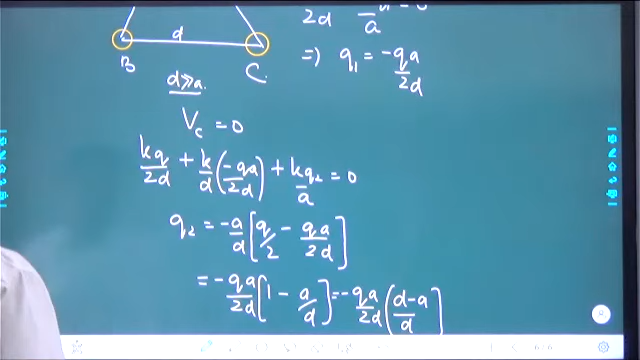 d
B
C
d≫a.
2d a = 0
=) q₁ = -qa/2d
V_c = 0
kq/2d + k/d(-qa/2d) + kq₂/a = 0
q₂ = -a/d[q/2 - qa/2d]
= -qa/2d[1 - a/d] = -qa/2d(d-a/d)